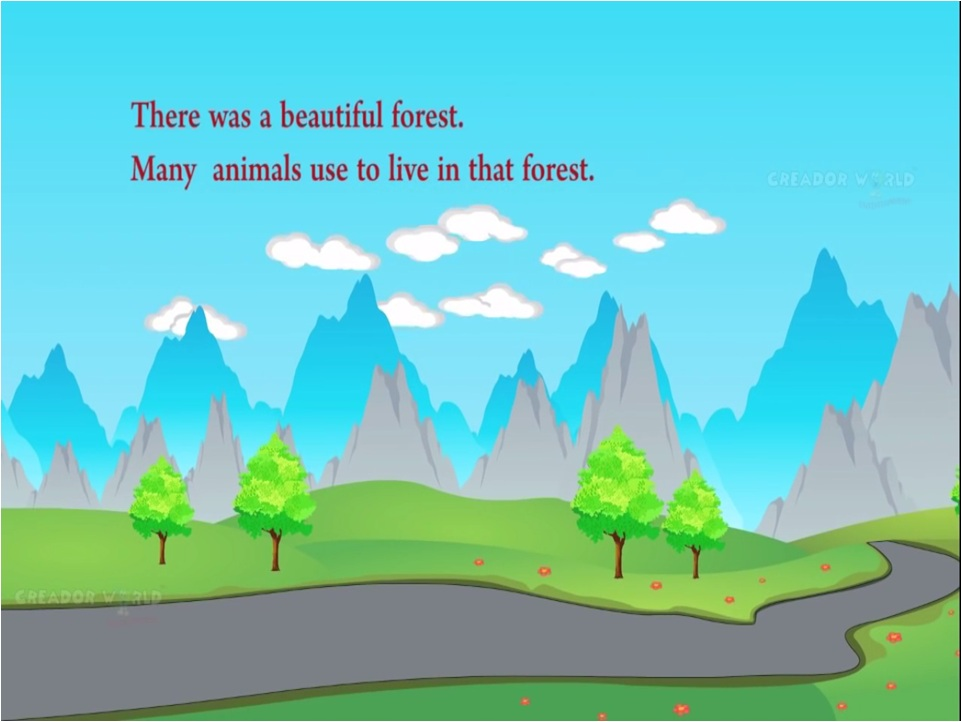 There was a beautiful forest.
Many animals use to live in that forest.
CREADOR WORLD
CREADOR WORLD